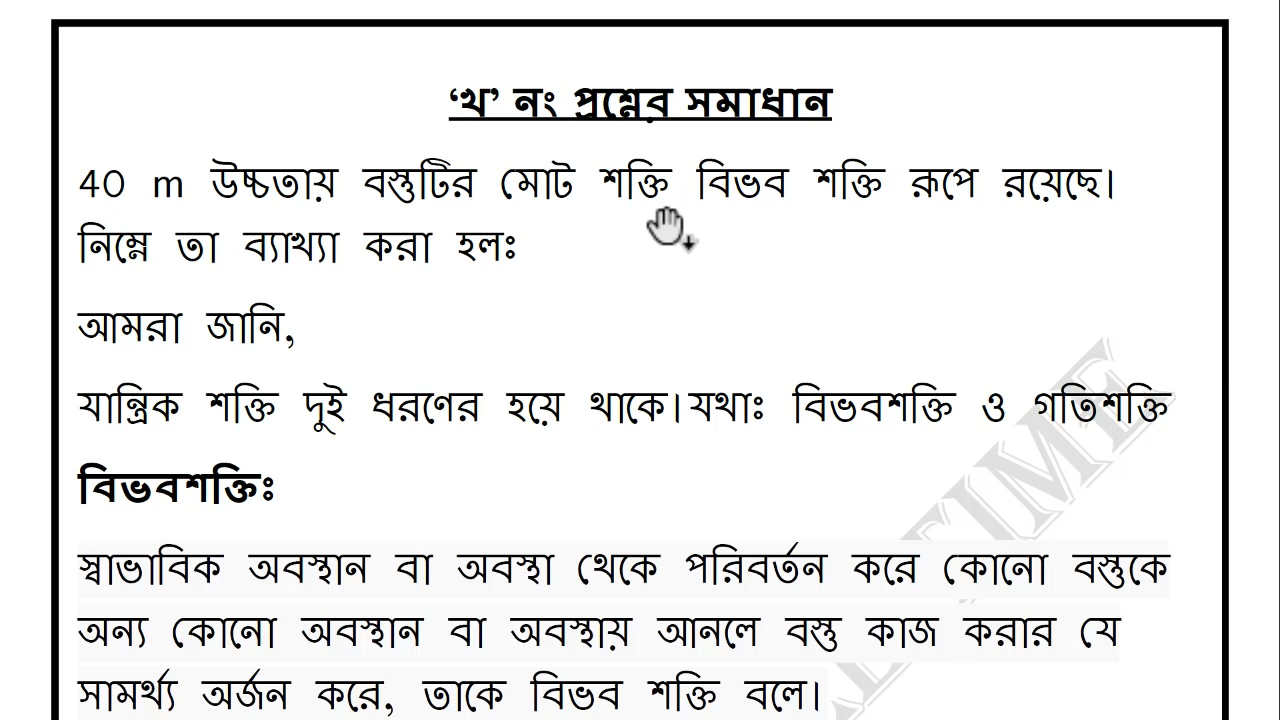 ‘খ’ নং প্রশ্নের সমাধান
40 m উচ্চতায় বস্তুটির মোট শক্তি বিভব শক্তি রূপে রয়েছে।
নিম্নে তা ব্যাখ্যা করা হলঃ
আমরা জানি,
যান্ত্রিক শক্তি দুই ধরণের হয়ে থাকে। যথাঃ বিভবশক্তি ও গতিশক্তি
বিভবশক্তিঃ
স্বাভাবিক অবস্থান বা অবস্থা থেকে পরিবর্তন করে কোনো বস্তুকে
অন্য কোনো অবস্থান বা অবস্থায় আনলে বস্তু কাজ করার যে
সামর্থ্য অর্জন করে, তাকে বিভব শক্তি বলে।